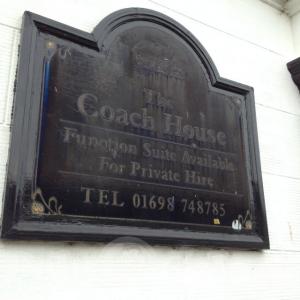 The
Coach House
Function Suite Available
For Private Hire
TEL 01698 748785